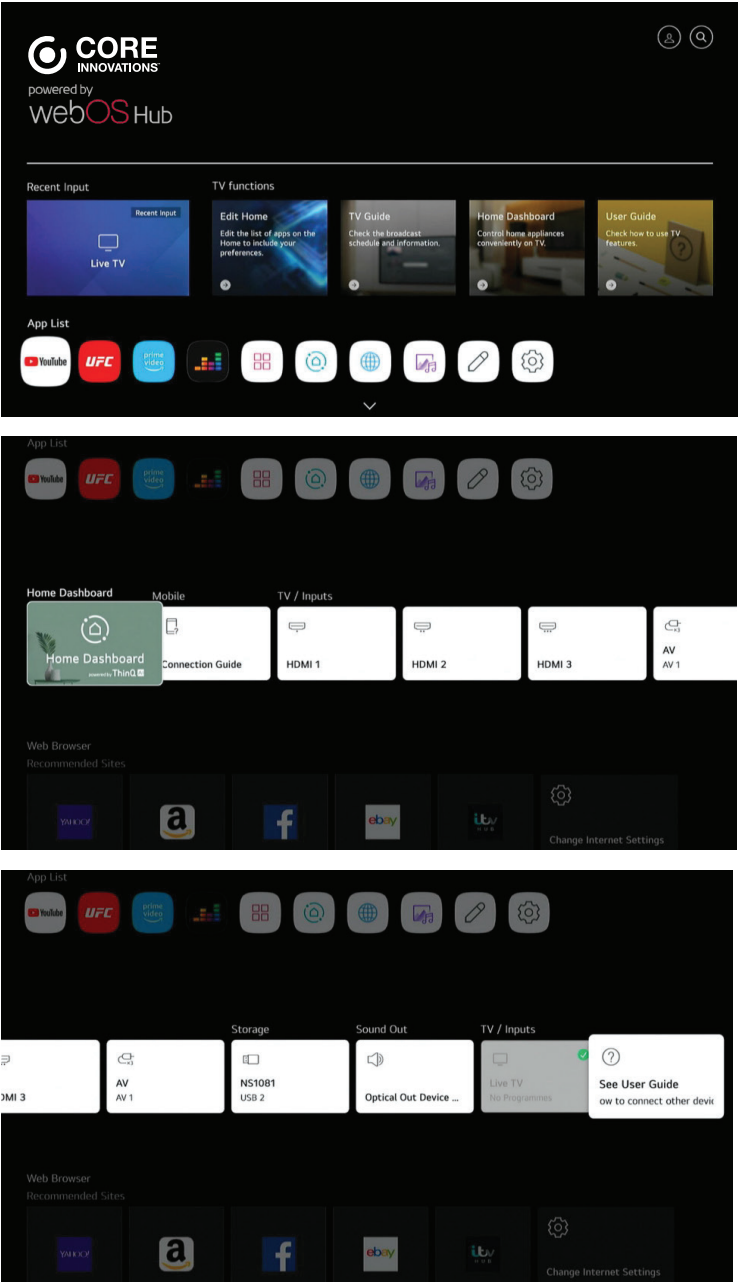 CORE
INNOVATIONS
powered by
webOS Hub
Recent Input
TV functions
Recent Input
Live TV
Edit Home
Edit the list of apps on the
Home to include your
preferences.
TV Guide
Check the broadcast
schedule and information.
Home Dashboard
Control home appliances
conveniently on TV.
User Guide
Check how to use TV
features.
App List
YouTube
UFC
prime
video
App List
YouTube
UFC
prime
video
Home Dashboard
Mobile
TV / Inputs
Home Dashboard
powered by ThinQ
Connection Guide
HDMI 1
HDMI 2
HDMI 3
AV
AV 1
Web Browser
Recommended Sites
YAHOO!
a
f
ebay
itv
HUB
Change Internet Settings
App List
YouTube
UFC
prime
video
Storage
Sound Out
TV / Inputs
DMI 3
AV
AV 1
NS1081
USB 2
Optical Out Device ...
Live TV
No Programmes
See User Guide
ow to connect other devic
Web Browser
Recommended Sites
YAHOO!
a
f
ebay
itv
HUB
Change Internet Settings